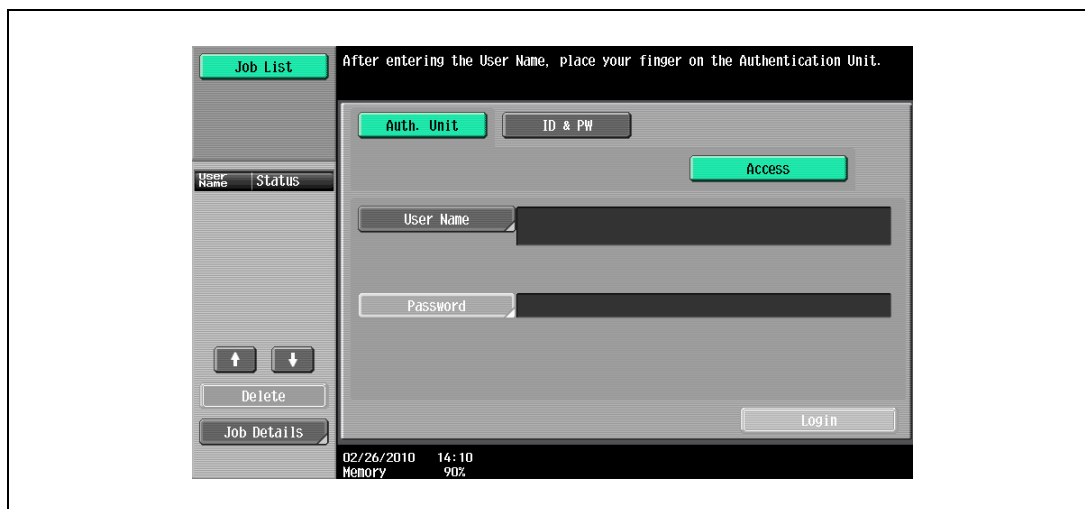 Job List
After entering the User Name, place your finger on the Authentication Unit.
Auth. Unit
ID & PW
Access
User Name
Status
User Name
Password
Delete
Job Details
Login
02/26/2010 14:10
Memory 90%